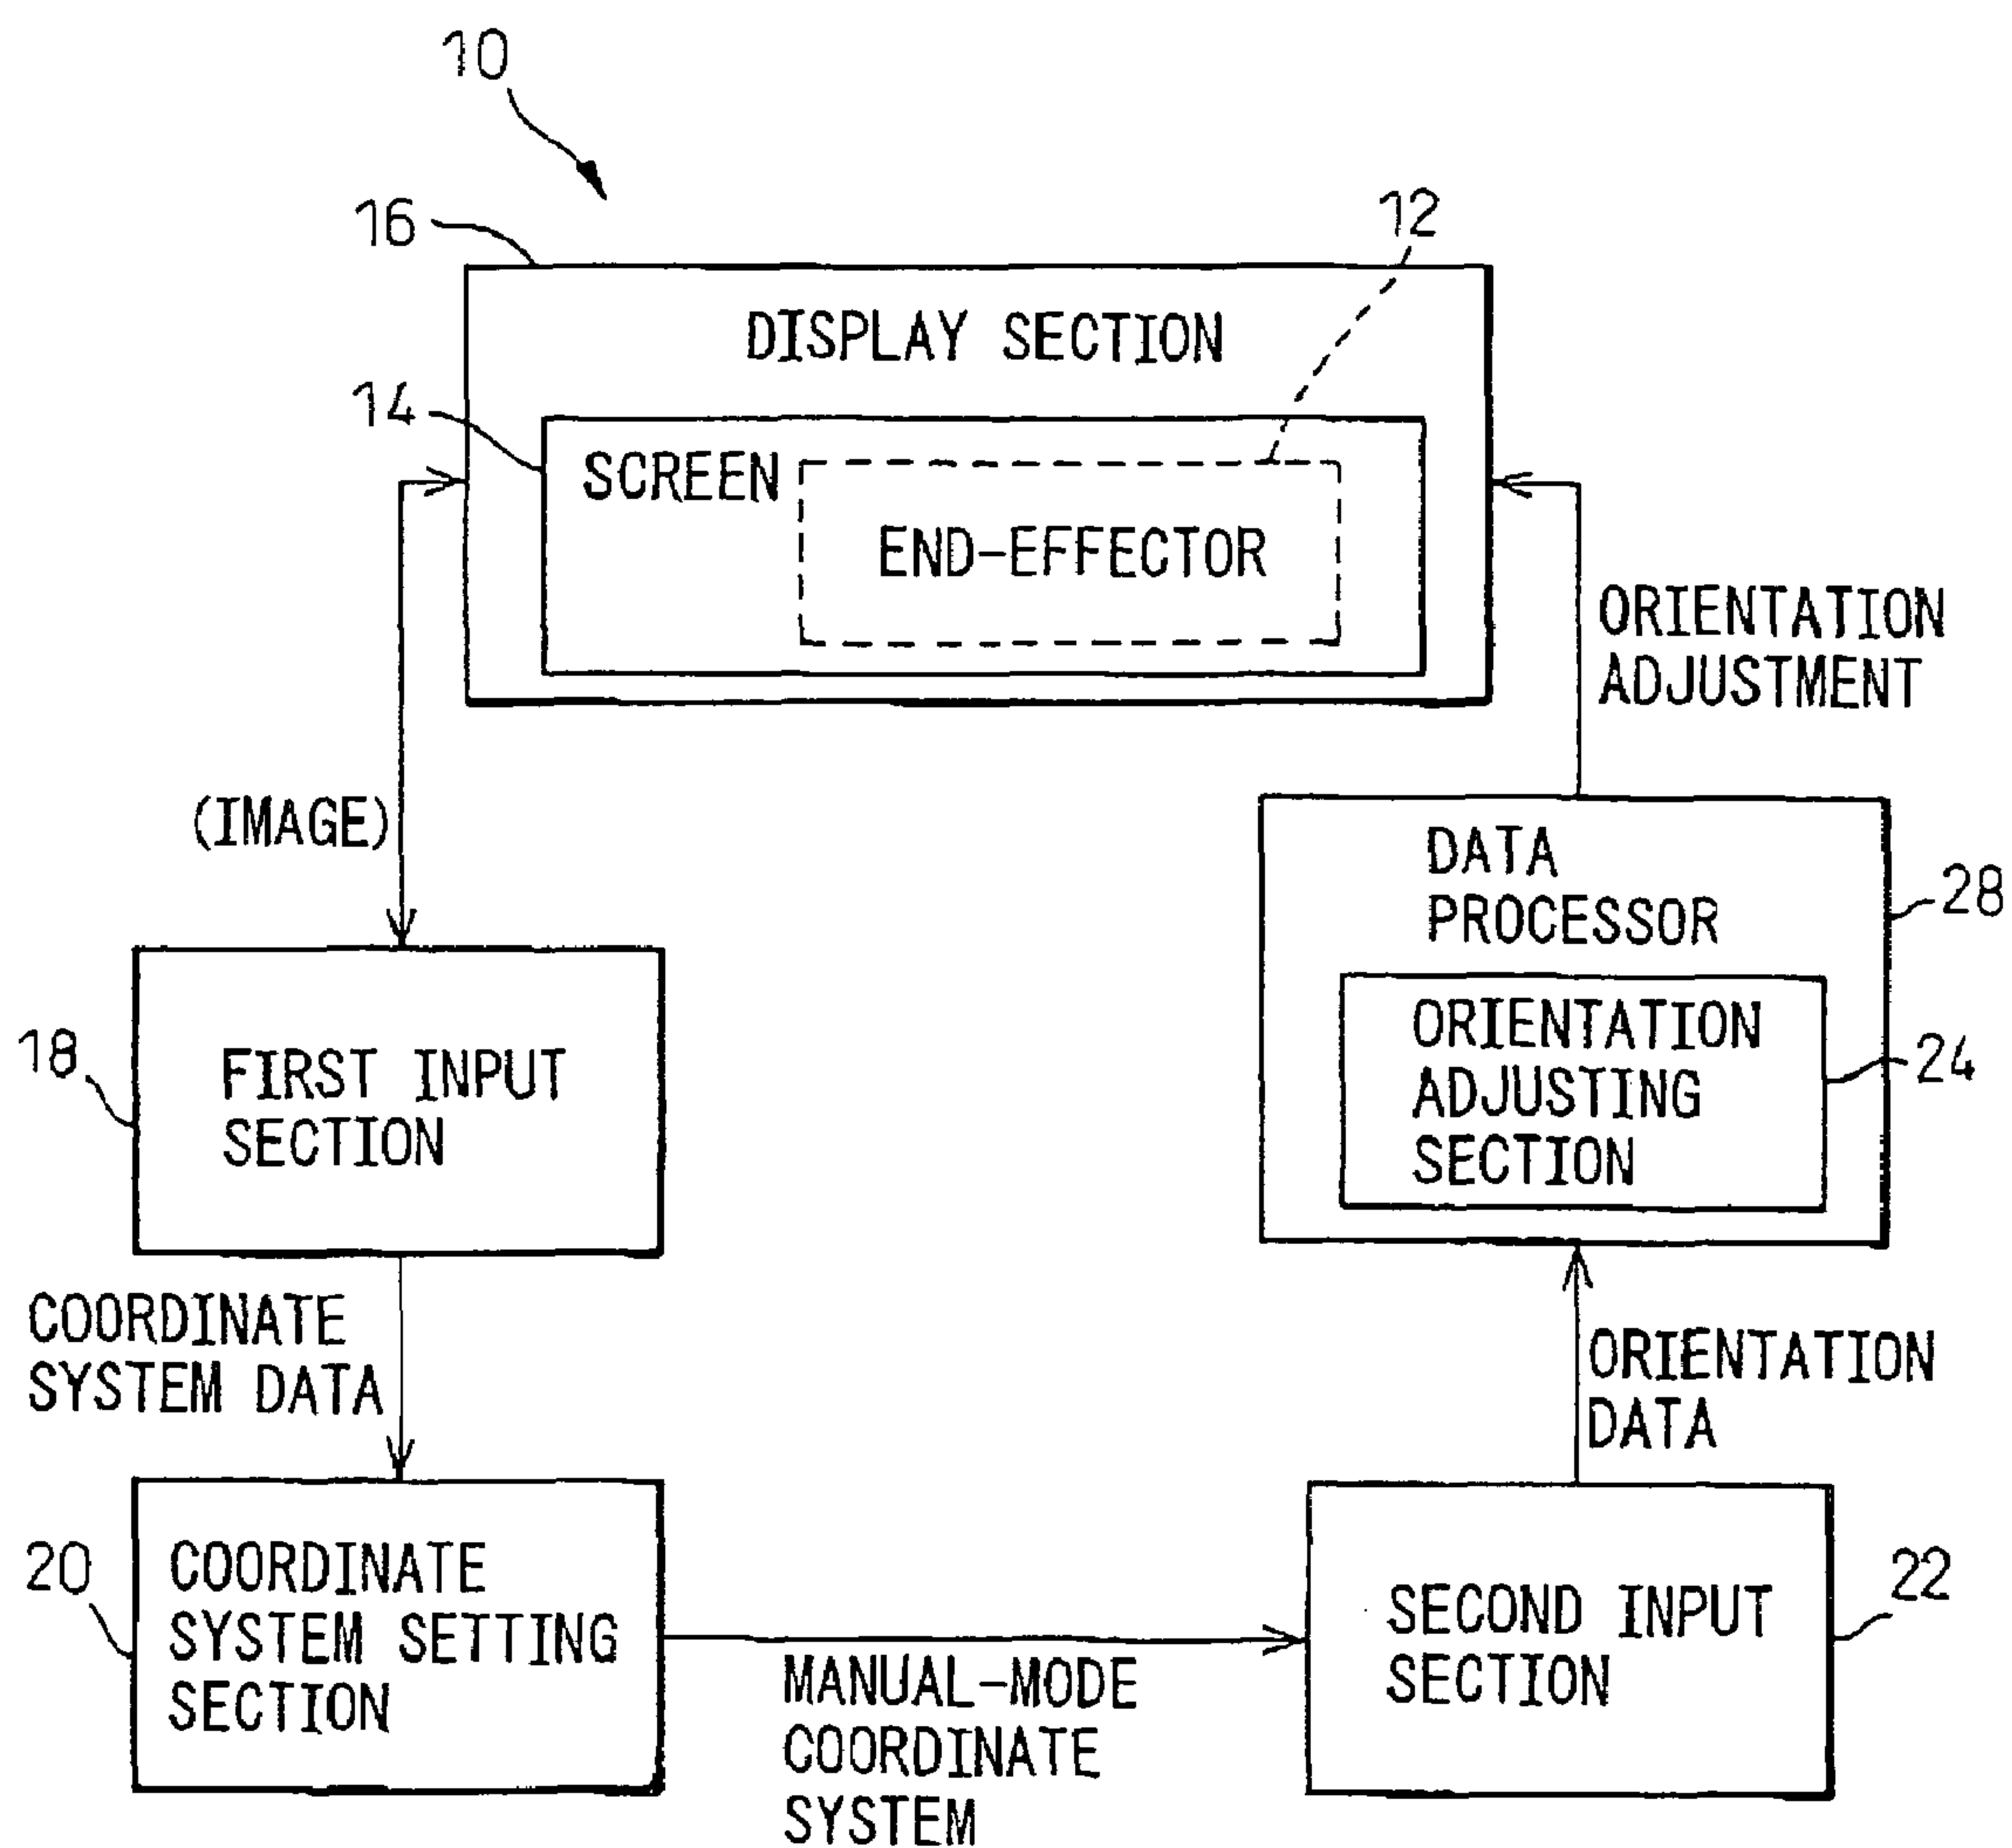 10
16
12
DISPLAY SECTION
14
SCREEN
END-EFFECTOR
ORIENTATION
ADJUSTMENT
(IMAGE)
DATA
PROCESSOR
28
ORIENTATION
ADJUSTING
SECTION
24
18
FIRST INPUT
SECTION
COORDINATE
SYSTEM DATA
ORIENTATION
DATA
20
COORDINATE
SYSTEM SETTING
SECTION
MANUAL-MODE
COORDINATE
SYSTEM
SECOND INPUT
SECTION
22